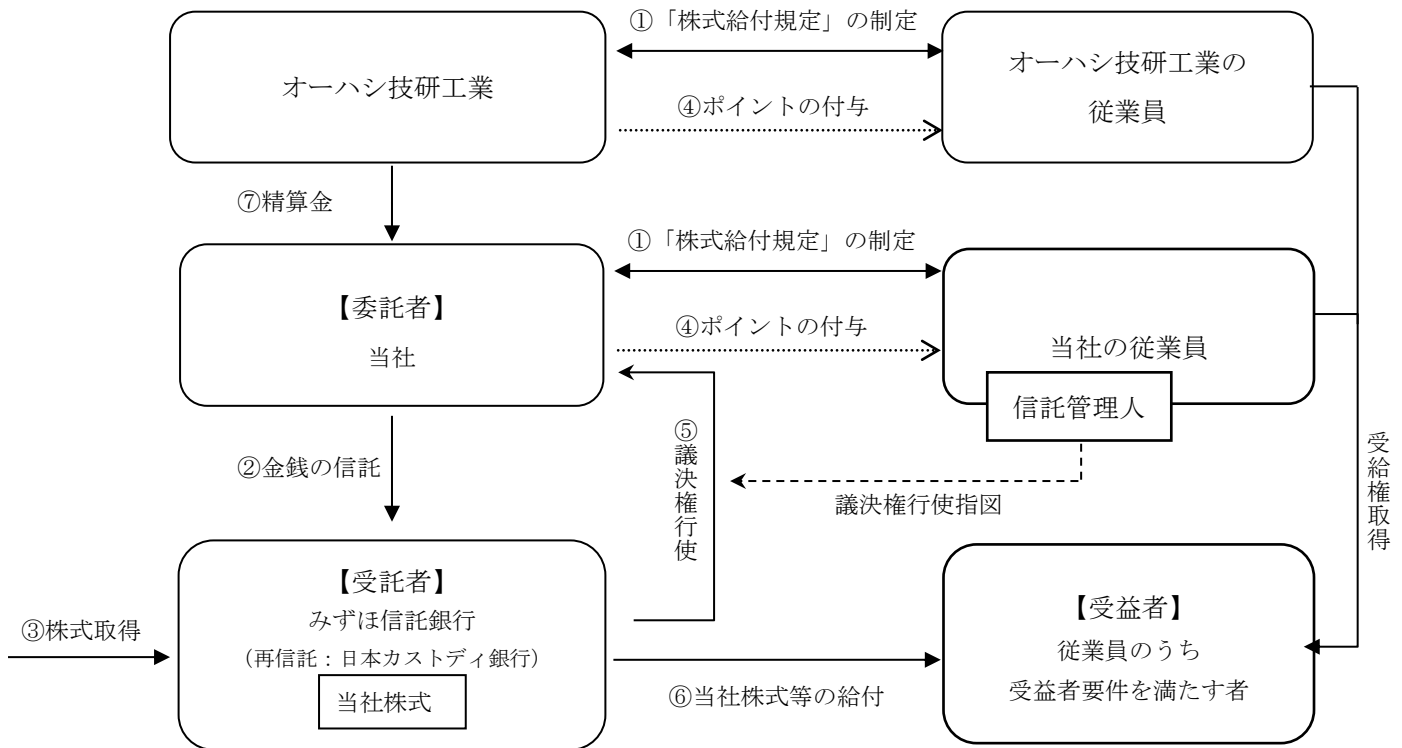 ①「株式給付規定」の制定
オーハシ技研工業
オーハシ技研工業の
従業員
④ポイントの付与
⑦精算金
①「株式給付規定」の制定
【委託者】
当社
④ポイントの付与
当社の従業員
信託管理人
②金銭の信託
⑤議決権行使
議決権行使指図
受給権取得
③株式取得
【受託者】
みずほ信託銀行
(再信託:日本カストディ銀行)
当社株式
⑥当社株式等の給付
【受益者】
従業員のうち
受益者要件を満たす者